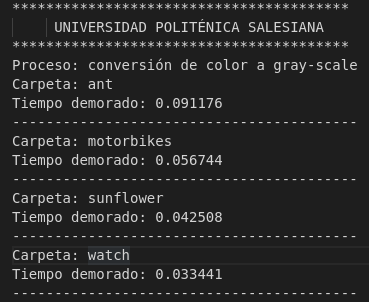 ****************************************
UNIVERSIDAD POLITÉNICA SALESIANA
****************************************
Proceso: conversión de color a gray-scale
Carpeta: ant
Tiempo demorado: 0.091176
-----------------------------------------
Carpeta: motorbikes
Tiempo demorado: 0.056744
-----------------------------------------
Carpeta: sunflower
Tiempo demorado: 0.042508
-----------------------------------------
Carpeta: watch
Tiempo demorado: 0.033441
-----------------------------------------